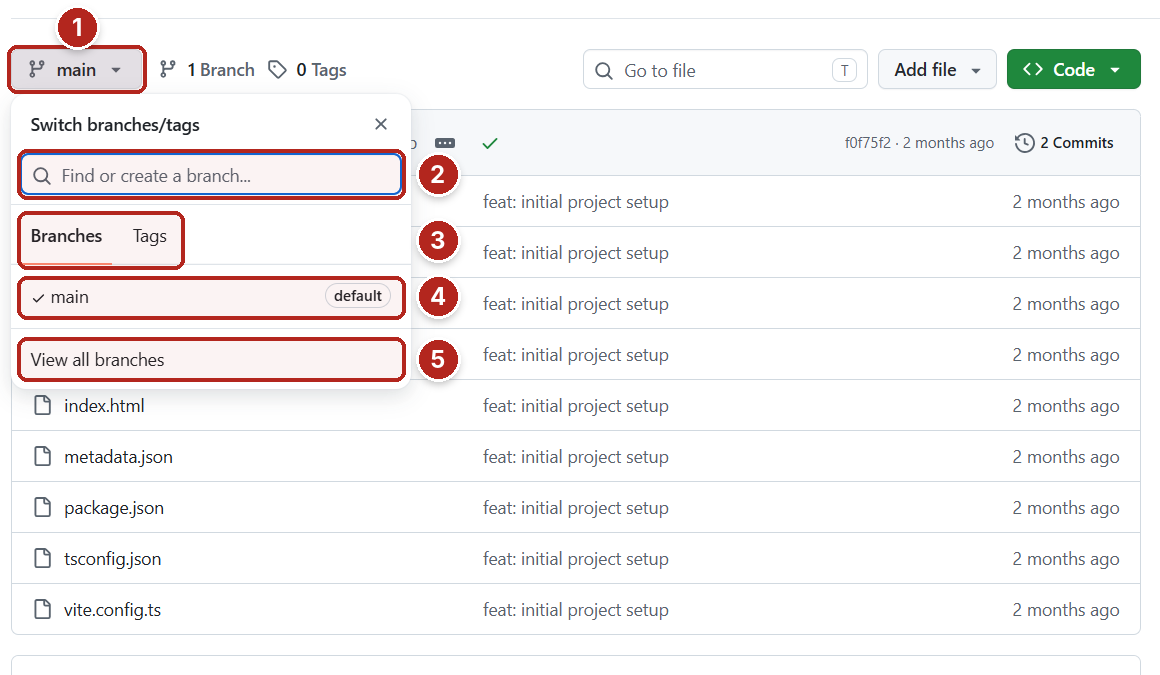 1
main
1 Branch
0 Tags
Go to file
T
Add file
Code
Switch branches/tags
f0f75f2 · 2 months ago
2 Commits
Find or create a branch...
2
feat: initial project setup
2 months ago
Branches
Tags
3
feat: initial project setup
2 months ago
main
default
4
feat: initial project setup
2 months ago
View all branches
5
feat: initial project setup
2 months ago
index.html
feat: initial project setup
2 months ago
metadata.json
feat: initial project setup
2 months ago
package.json
feat: initial project setup
2 months ago
tsconfig.json
feat: initial project setup
2 months ago
vite.config.ts
feat: initial project setup
2 months ago